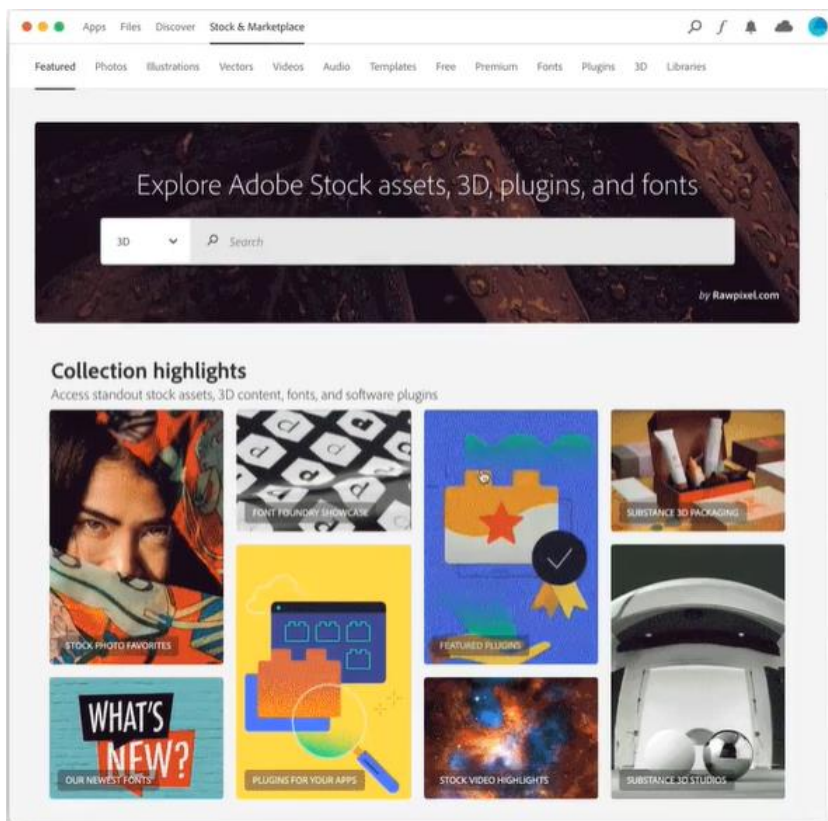 Apps Files Discover Stock & Marketplace
Featured Photos Illustrations Vectors Videos Audio Templates Free Premium Fonts Plugins 3D Libraries
Explore Adobe Stock assets, 3D, plugins, and fonts
3D Search
by Rawpixel.com
Collection highlights
Access standout stock assets, 3D content, fonts, and software plugins
d d d d d d
FONT FOUNDRY SHOWCASE
SUBSTANCE 3D PACKAGING
STOCK PHOTO FAVORITES
FEATURED PLUGINS
WHAT'S
NEW?
OUR NEWEST FONTS
PLUGINS FOR YOUR APPS
STOCK VIDEO HIGHLIGHTS
SUBSTANCE 3D STUDIOS